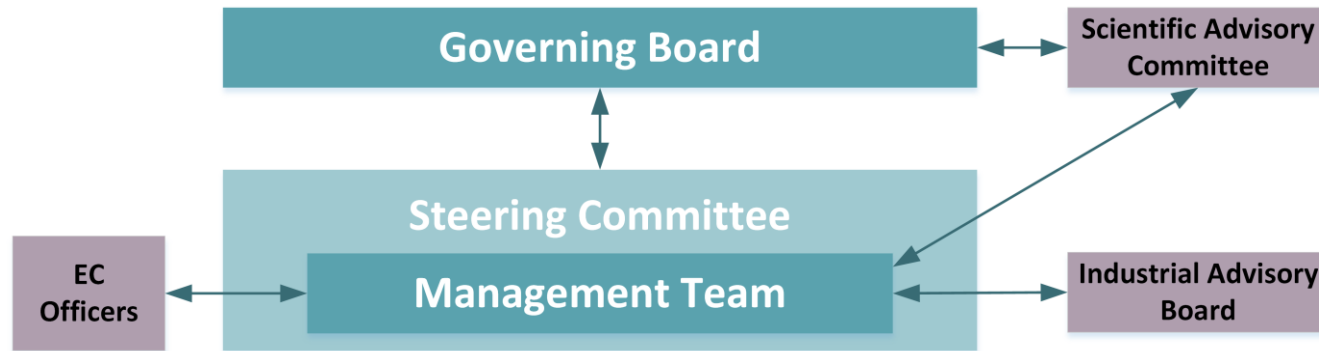 Governing Board
Scientific Advisory
Committee
Steering Committee
EC
Officers
Management Team
Industrial Advisory
Board